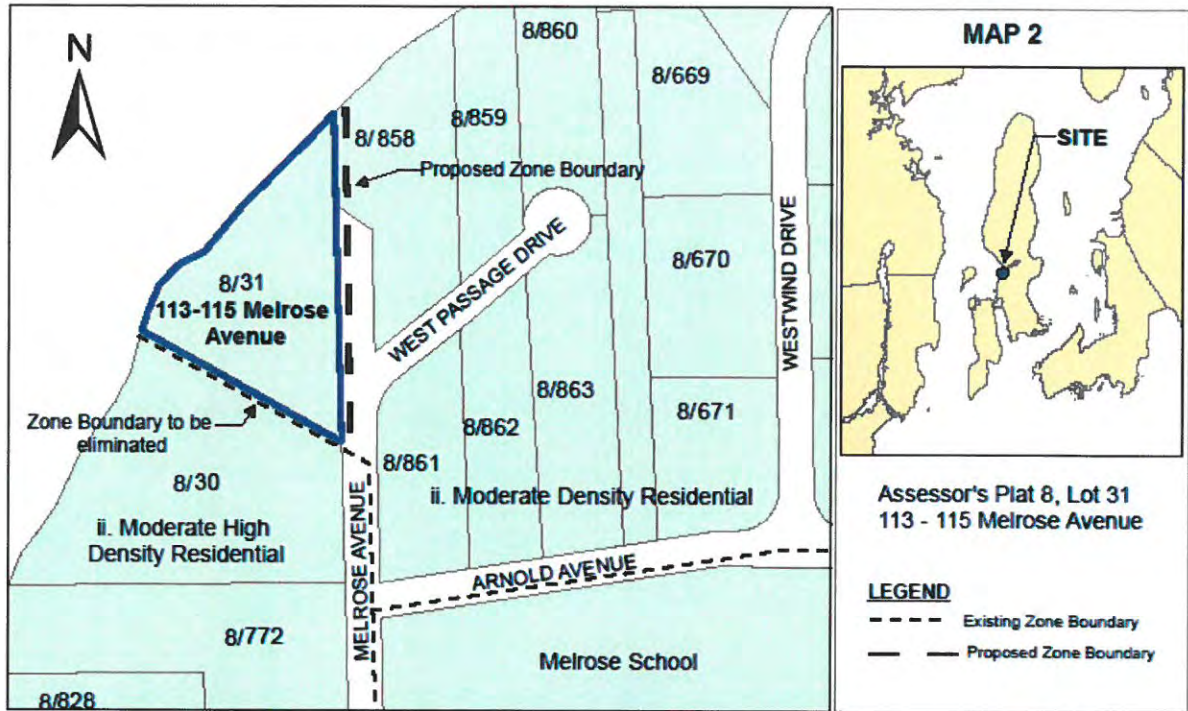 N
8/860
8/669
8/859
8/858
Proposed Zone Boundary
8/31
113-115 Melrose
Avenue
WEST PASSAGE DRIVE
WESTWIND DRIVE
8/670
8/863
8/671
Zone Boundary to be
eliminated
8/862
8/861
8/30
ii. Moderate High
Density Residential
ii. Moderate Density Residential
MELROSE AVENUE
ARNOLD AVENUE
8/772
Melrose School
8/828
MAP 2
SITE
Assessor's Plat 8, Lot 31
113 - 115 Melrose Avenue
LEGEND
Existing Zone Boundary
Proposed Zone Boundary